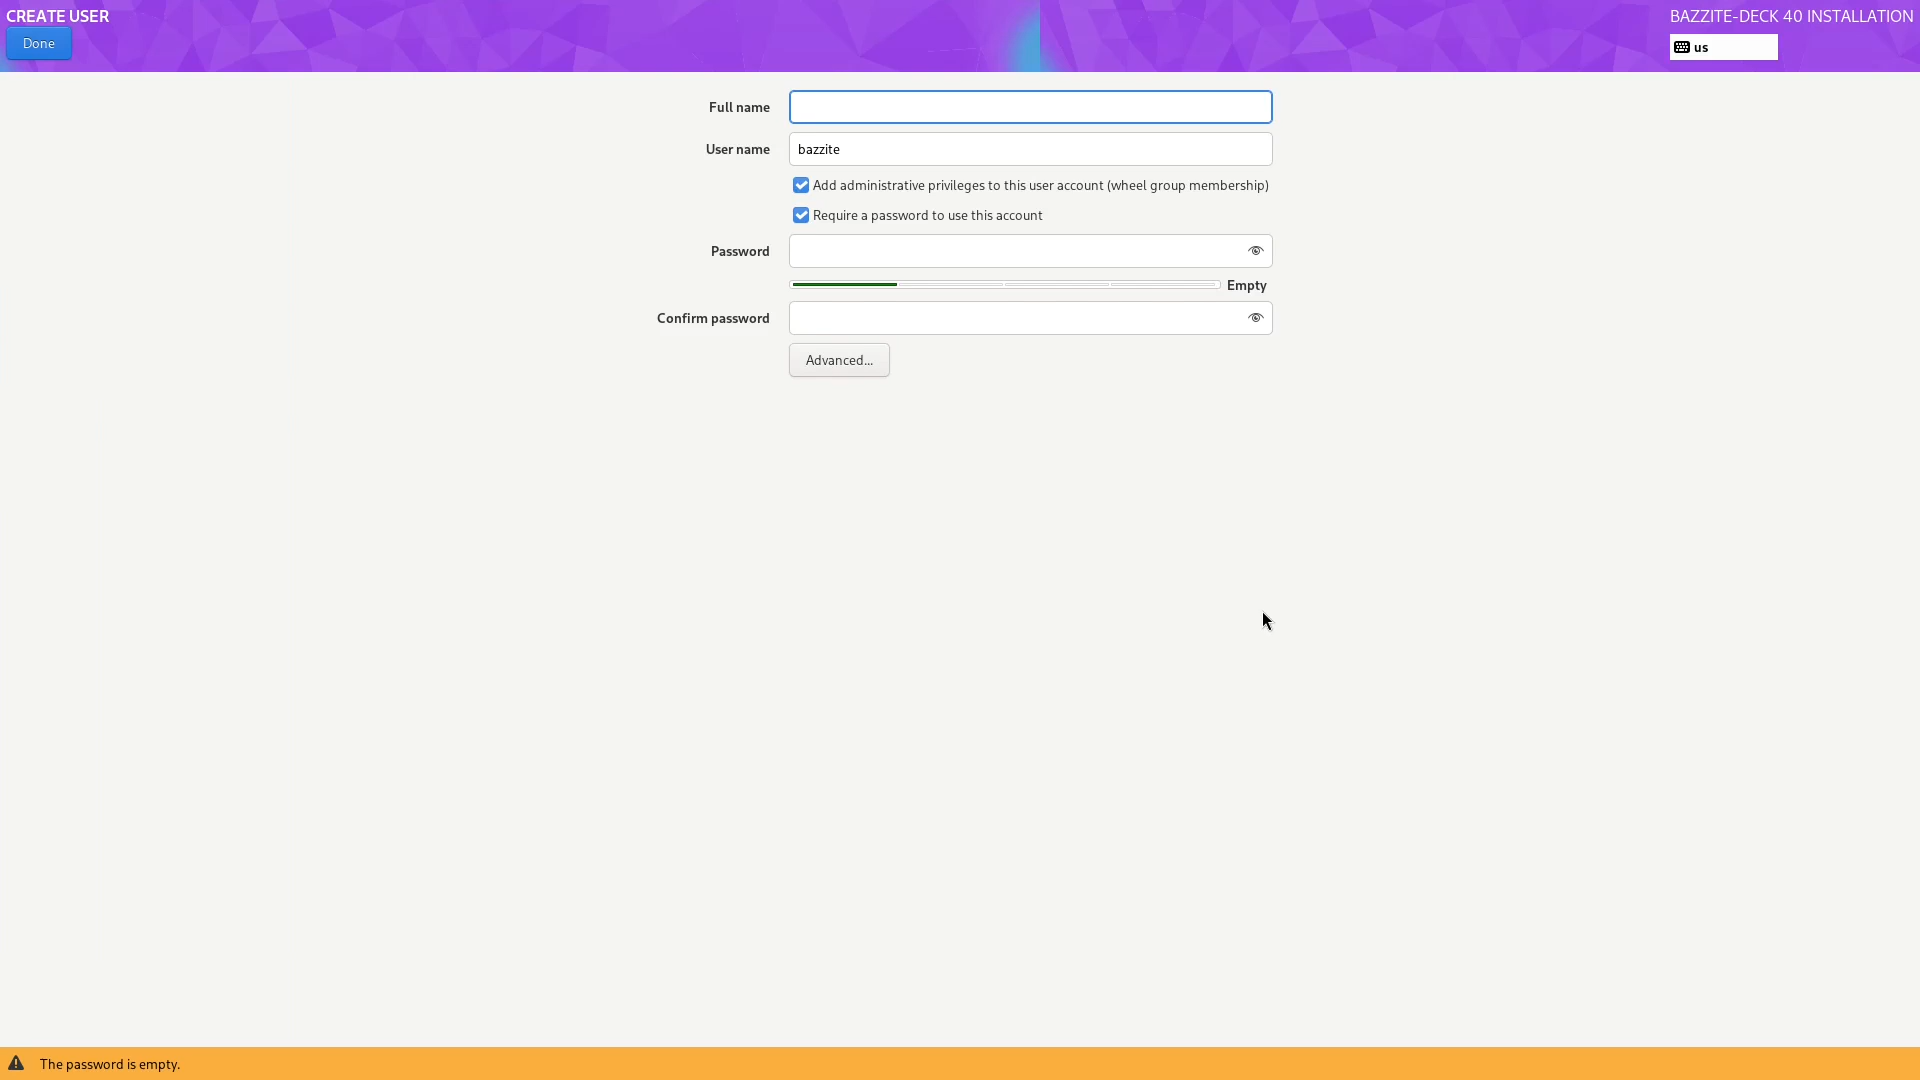 CREATE USER
BAZZITE-DECK 40 INSTALLATION
Done
us
Full name
User name
bazzite
Add administrative privileges to this user account (wheel group membership)
Require a password to use this account
Password
Empty
Confirm password
Advanced...
The password is empty.